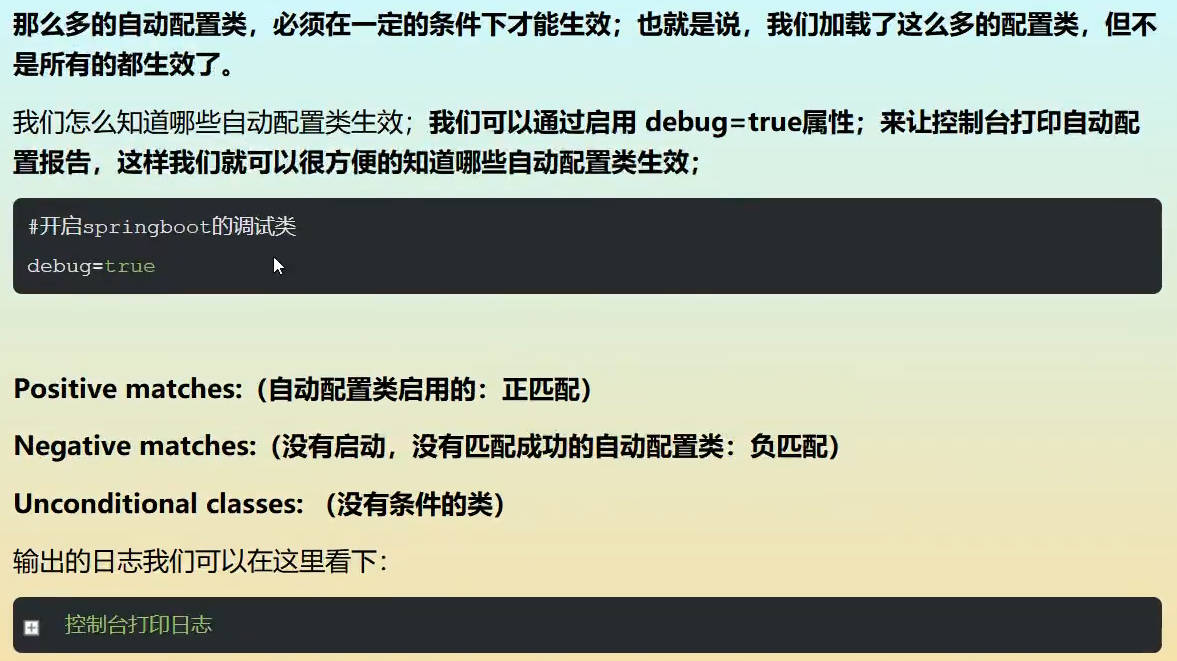 那么多的自动配置类，必须在一定的条件下才能生效；也就是说，我们加载了这么多的配置类，但不
是所有的都生效了。
我们怎么知道哪些自动配置类生效；我们可以通过启用 debug=true属性；来让控制台打印自动配
置报告，这样我们就可以很方便的知道哪些自动配置类生效；
#开启springboot的调试类
debug=true
Positive matches:（自动配置类启用的：正匹配）
Negative matches:（没有启动，没有匹配成功的自动配置类：负匹配）
Unconditional classes: （没有条件的类）
输出的日志我们可以在这里看下：
控制台打印日志